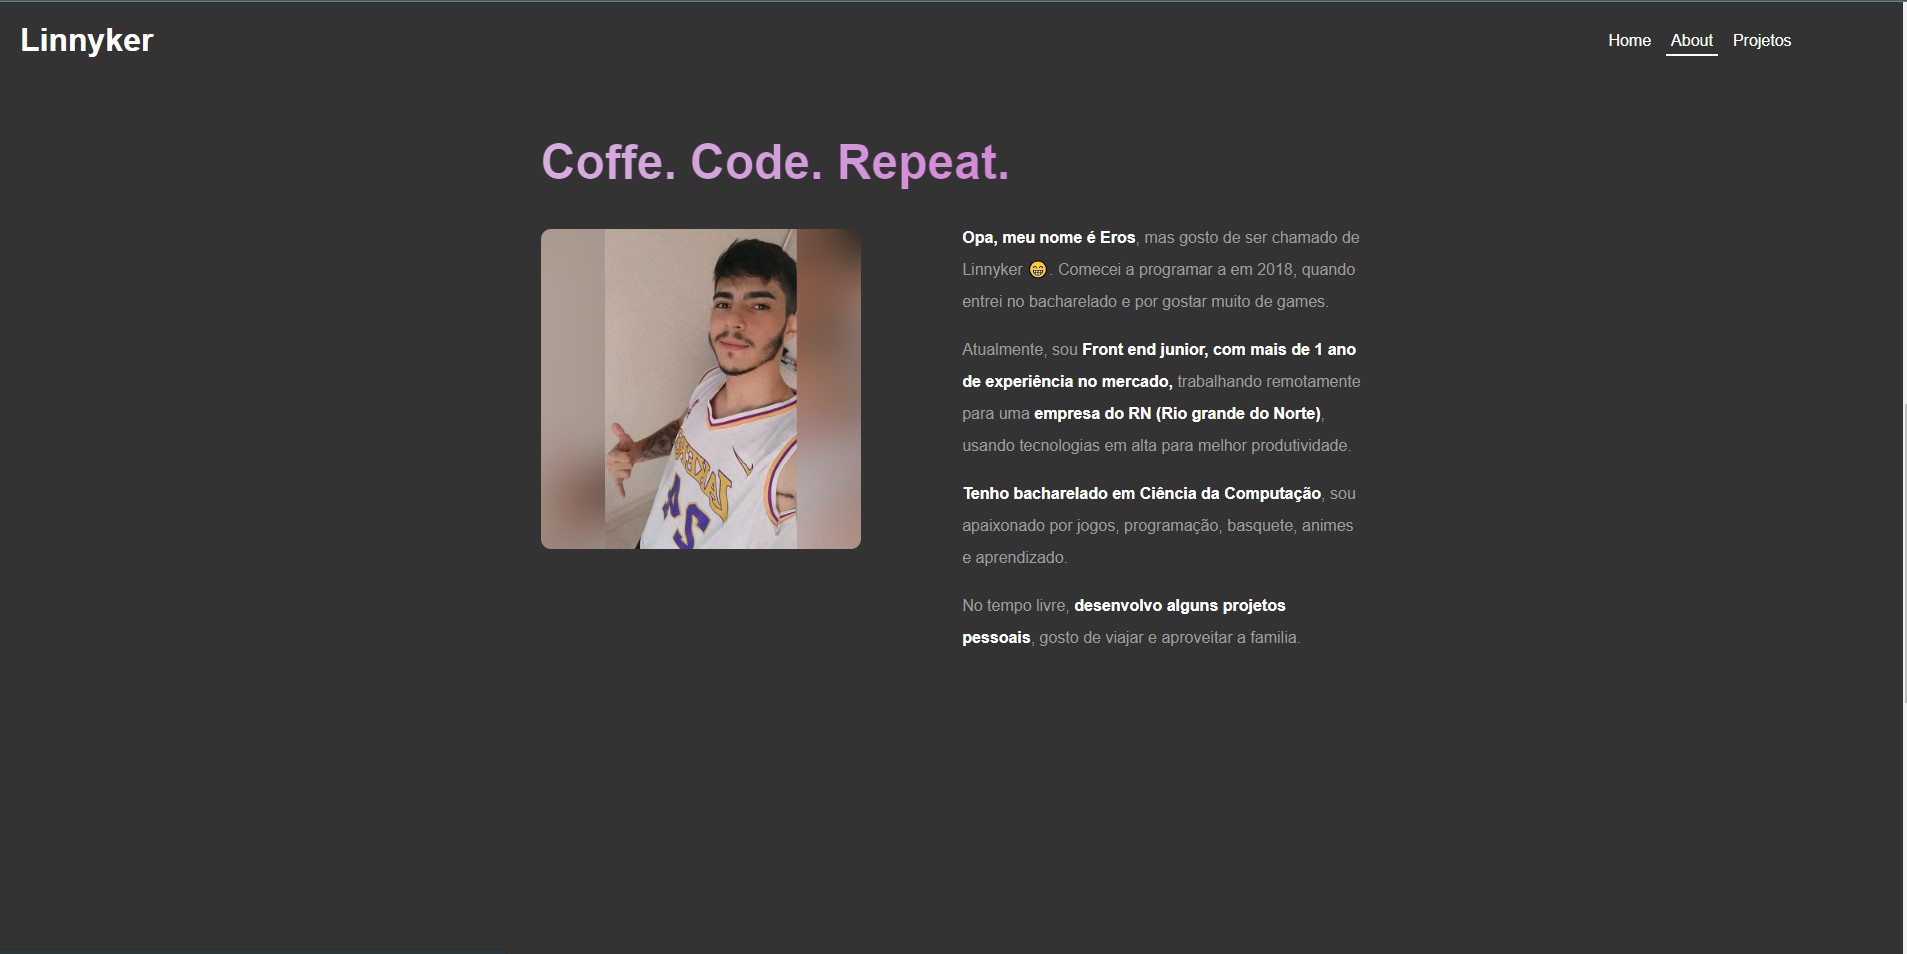 Linnyker
Home About Projetos
Coffe. Code. Repeat.
Opa, meu nome é Eros, mas gosto de ser chamado de
Linnyker 😁. Comecei a programar a em 2018, quando
entrei no bacharelado e por gostar muito de games.
Atualmente, sou Front end junior, com mais de 1 ano
de experiência no mercado, trabalhando remotamente
para uma empresa do RN (Rio grande do Norte),
usando tecnologias em alta para melhor produtividade.
Tenho bacharelado em Ciência da Computação, sou
apaixonado por jogos, programação, basquete, animes
e aprendizado.
No tempo livre, desenvolvo alguns projetos
pessoais, gosto de viajar e aproveitar a familia.
LAKERS
24